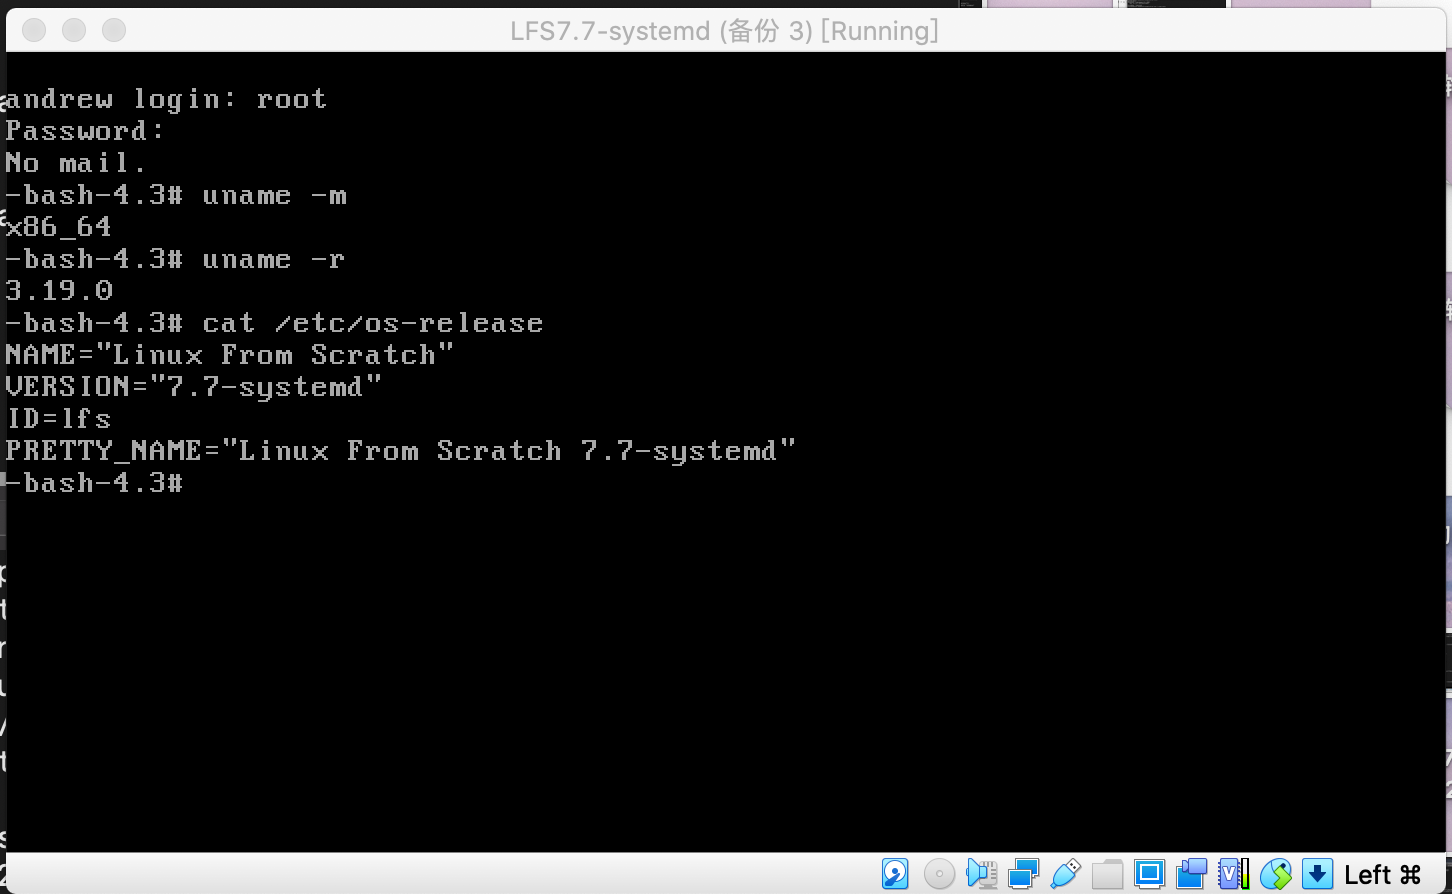 LFS7.7-systemd (备份 3) [Running]
andrew login: root
Password:
No mail.
-bash-4.3# uname -m
x86_64
-bash-4.3# uname -r
3.19.0
-bash-4.3# cat /etc/os-release
NAME="Linux From Scratch"
VERSION="7.7-systemd"
ID=lfs
PRETTY_NAME="Linux From Scratch 7.7-systemd"
-bash-4.3#
Left ⌘